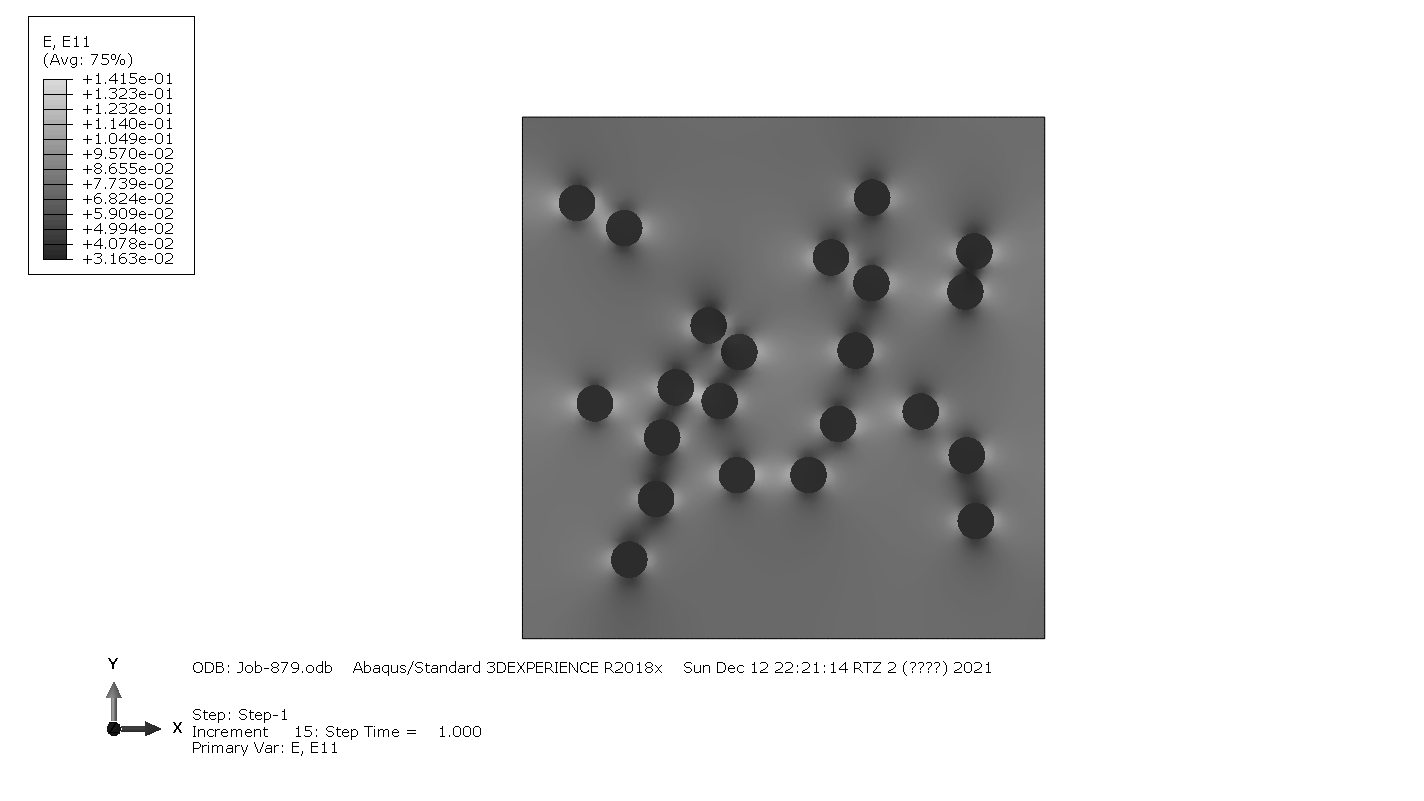 E, E11
(Avg: 75%)
+1.415e-01
+1.323e-01
+1.232e-01
+1.140e-01
+1.049e-01
+9.570e-02
+8.655e-02
+7.739e-02
+6.824e-02
+5.909e-02
+4.994e-02
+4.078e-02
+3.163e-02
Y
X
ODB: Job-879.odb    Abaqus/Standard 3DEXPERIENCE R2018x    Sun Dec 12 22:21:14 RTZ 2 (????) 2021
Step: Step-1
Increment     15: Step Time =    1.000
Primary Var: E, E11